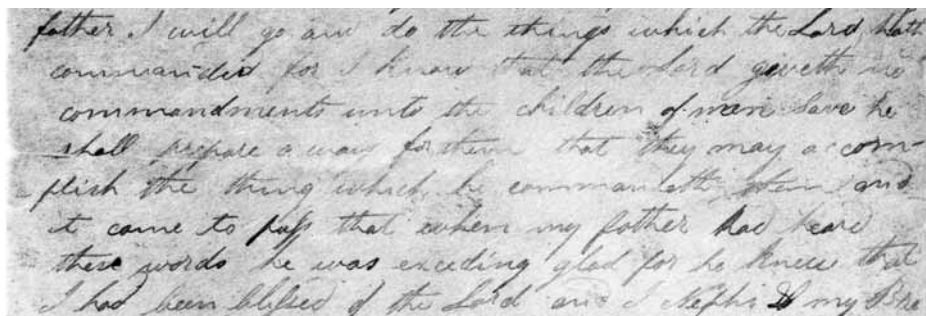 father I will go and do the things which the Lord hath
commanded for I know that the Lord giveth no
commandments unto the children of men save he
shall prepare a way for them that they may accom-
plish the thing which he commandeth them and
it came to pass that when my father had heard
these words he was exceding glad for he knew that
I had been blessed of the Lord and I Nephi & my Bre